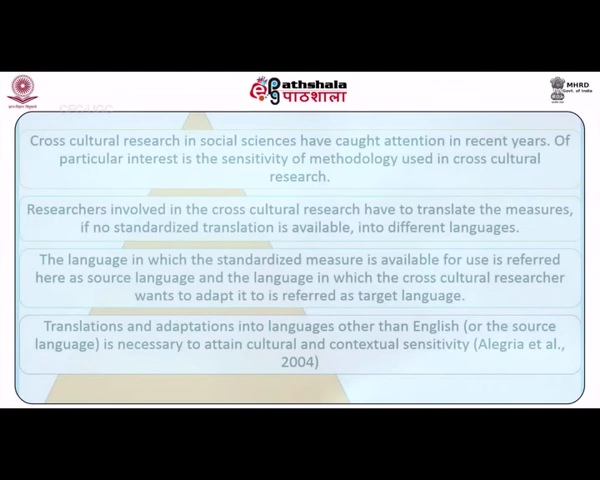 ePathshala
पाठशाला
MHRD
Govt. of India
CEC-UGC
Cross cultural research in social sciences have caught attention in recent years. Of
particular interest is the sensitivity of methodology used in cross cultural
research.
Researchers involved in the cross cultural research have to translate the measures,
if no standardized translation is available, into different languages.
The language in which the standardized measure is available for use is referred
here as source language and the language in which the cross cultural researcher
wants to adapt it to is referred as target language.
Translations and adaptations into languages other than English (or the source
language) is necessary to attain cultural and contextual sensitivity (Alegria et al.,
2004)